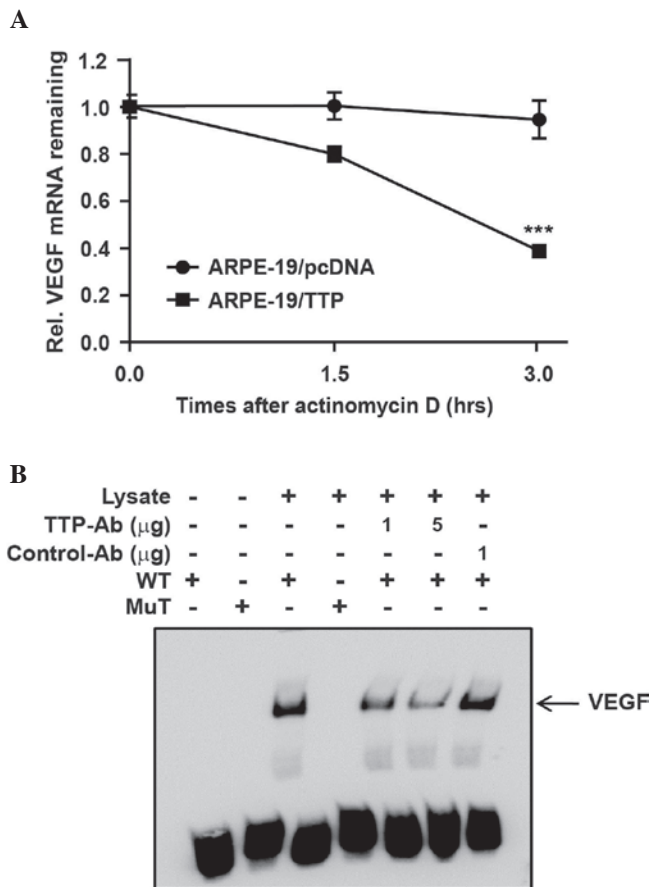 A
Rel. VEGF mRNA remaining
1.2
1.0
0.8
0.6
0.4
0.2
0.0
***
ARPE-19/pcDNA
ARPE-19/TTP
0.0 1.5 3.0
Times after actinomycin D (hrs)
B
Lysate - - + + + + +
TTP-Ab (μg) - - - - 1 5 -
Control-Ab (μg) - - - - - - 1
WT + - + - + + +
MuT - + - + - - -
VEGF